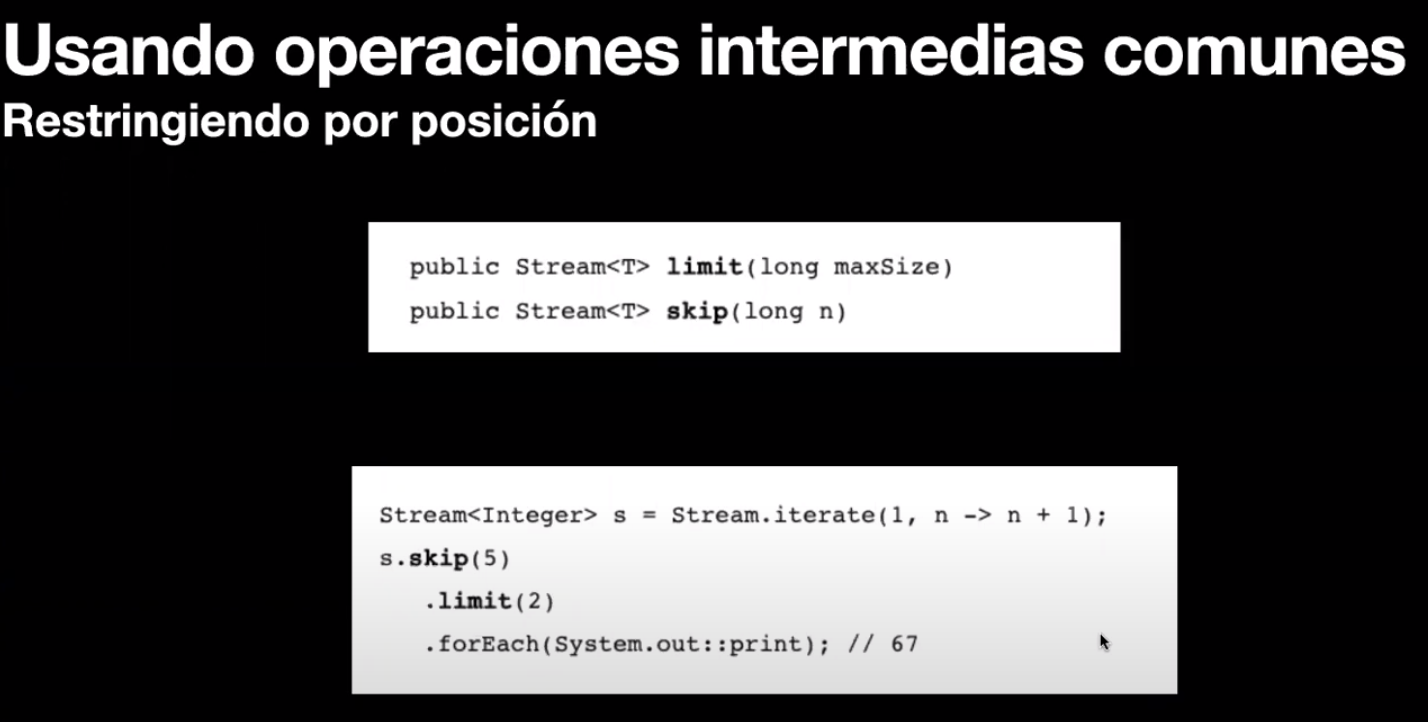 Usando operaciones intermedias comunes
Restringiendo por posición
public Stream<T> limit(long maxSize)
public Stream<T> skip(long n)
Stream<Integer> s = Stream.iterate(1, n -> n + 1);
s.skip(5)
.limit(2)
.forEach(System.out::print); // 67